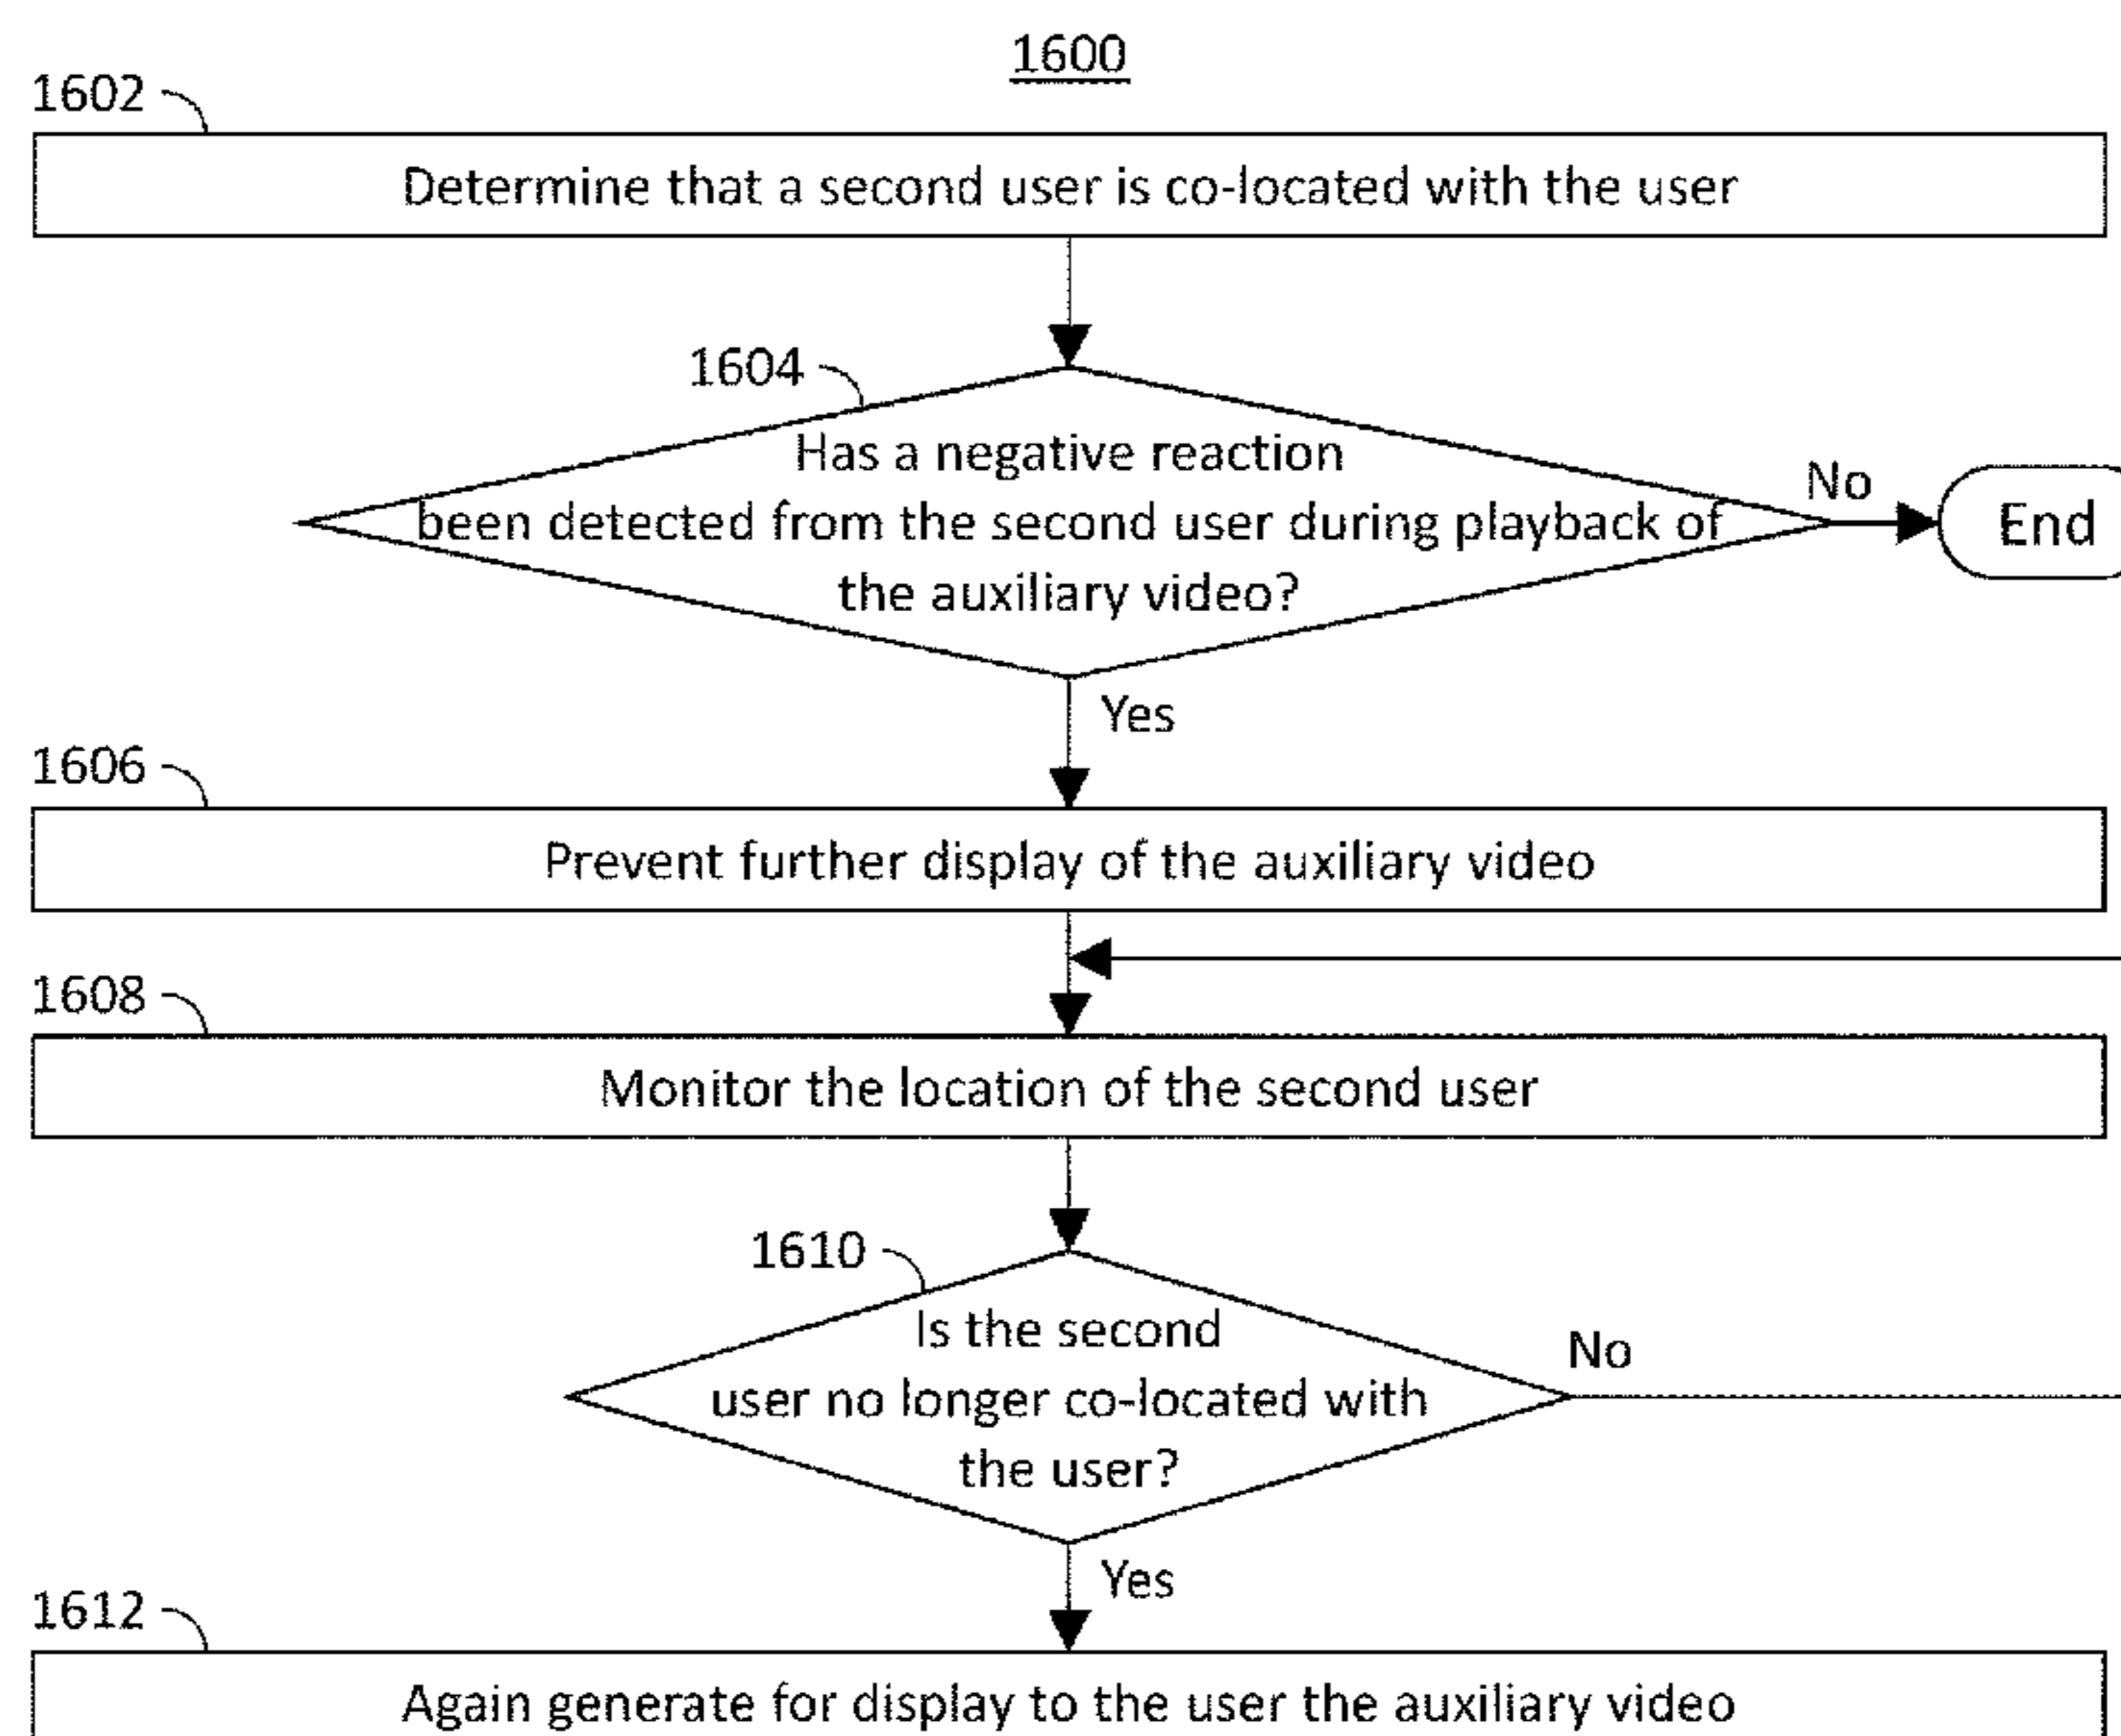 1600
1602
Determine that a second user is co-located with the user
1604
Has a negative reaction
been detected from the second user during playback of
the auxiliary video?
No
End
Yes
1606
Prevent further display of the auxiliary video
1608
Monitor the location of the second user
1610
Is the second
user no longer co-located with
the user?
No
Yes
1612
Again generate for display to the user the auxiliary video